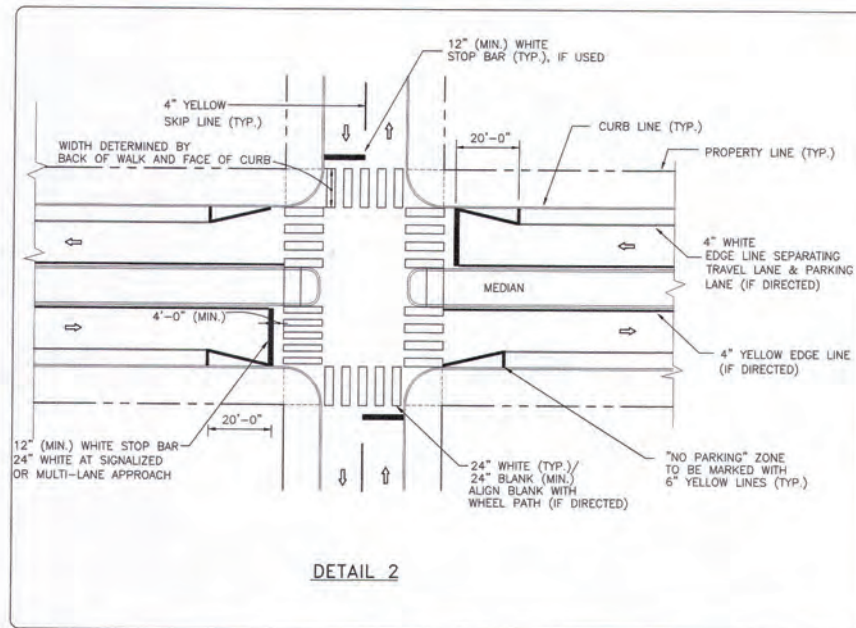 12" (MIN.) WHITE
STOP BAR (TYP.), IF USED
4" YELLOW
SKIP LINE (TYP.)
WIDTH DETERMINED BY
BACK OF WALK AND FACE OF CURB
20'-0"
CURB LINE (TYP.)
PROPERTY LINE (TYP.)
4" WHITE
EDGE LINE SEPARATING
TRAVEL LANE & PARKING
LANE (IF DIRECTED)
MEDIAN
4'-0" (MIN.)
4" YELLOW EDGE LINE
(IF DIRECTED)
20'-0"
12" (MIN.) WHITE STOP BAR
24" WHITE AT SIGNALIZED
OR MULTI-LANE APPROACH
24" WHITE (TYP.)/
24" BLANK (MIN.)
ALIGN BLANK WITH
WHEEL PATH (IF DIRECTED)
"NO PARKING" ZONE
TO BE MARKED WITH
6" YELLOW LINES (TYP.)
DETAIL 2